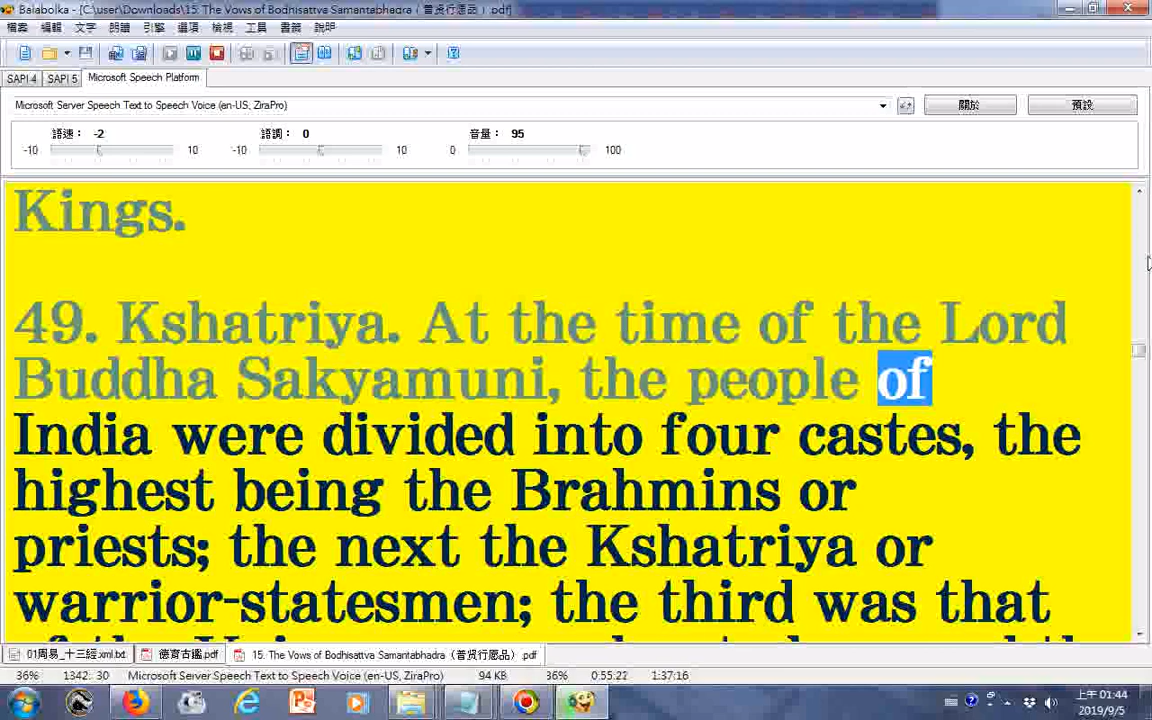 Balabolka - [C:\user\Downloads\15. The Vows of Bodhisattva Samantabhadra (普賢行愿品).pdf]
檔案 編輯 文字 朗讀 引擎 選項 檢視 工具 書籤 說明
SAPI 4 SAPI 5 Microsoft Speech Platform
Microsoft Server Speech Text to Speech Voice (en-US, ZiraPro)
關於 預設
語速： -2 語調： 0 音量： 95
-10 10 -10 10 0 100
Kings.
49. Kshatriya. At the time of the Lord
Buddha Sakyamuni, the people of
India were divided into four castes, the
highest being the Brahmins or
priests; the next the Kshatriya or
warrior-statesmen; the third was that
01周易_十三經.xml.txt 德育古鑑.pdf 15. The Vows of Bodhisattva Samantabhadra（普賢行愿品）.pdf
36% 1342: 30 Microsoft Server Speech Text to Speech Voice (en-US, ZiraPro) 94 KB 36% 0:55:22 1:37:16
上午 01:44
2019/9/5